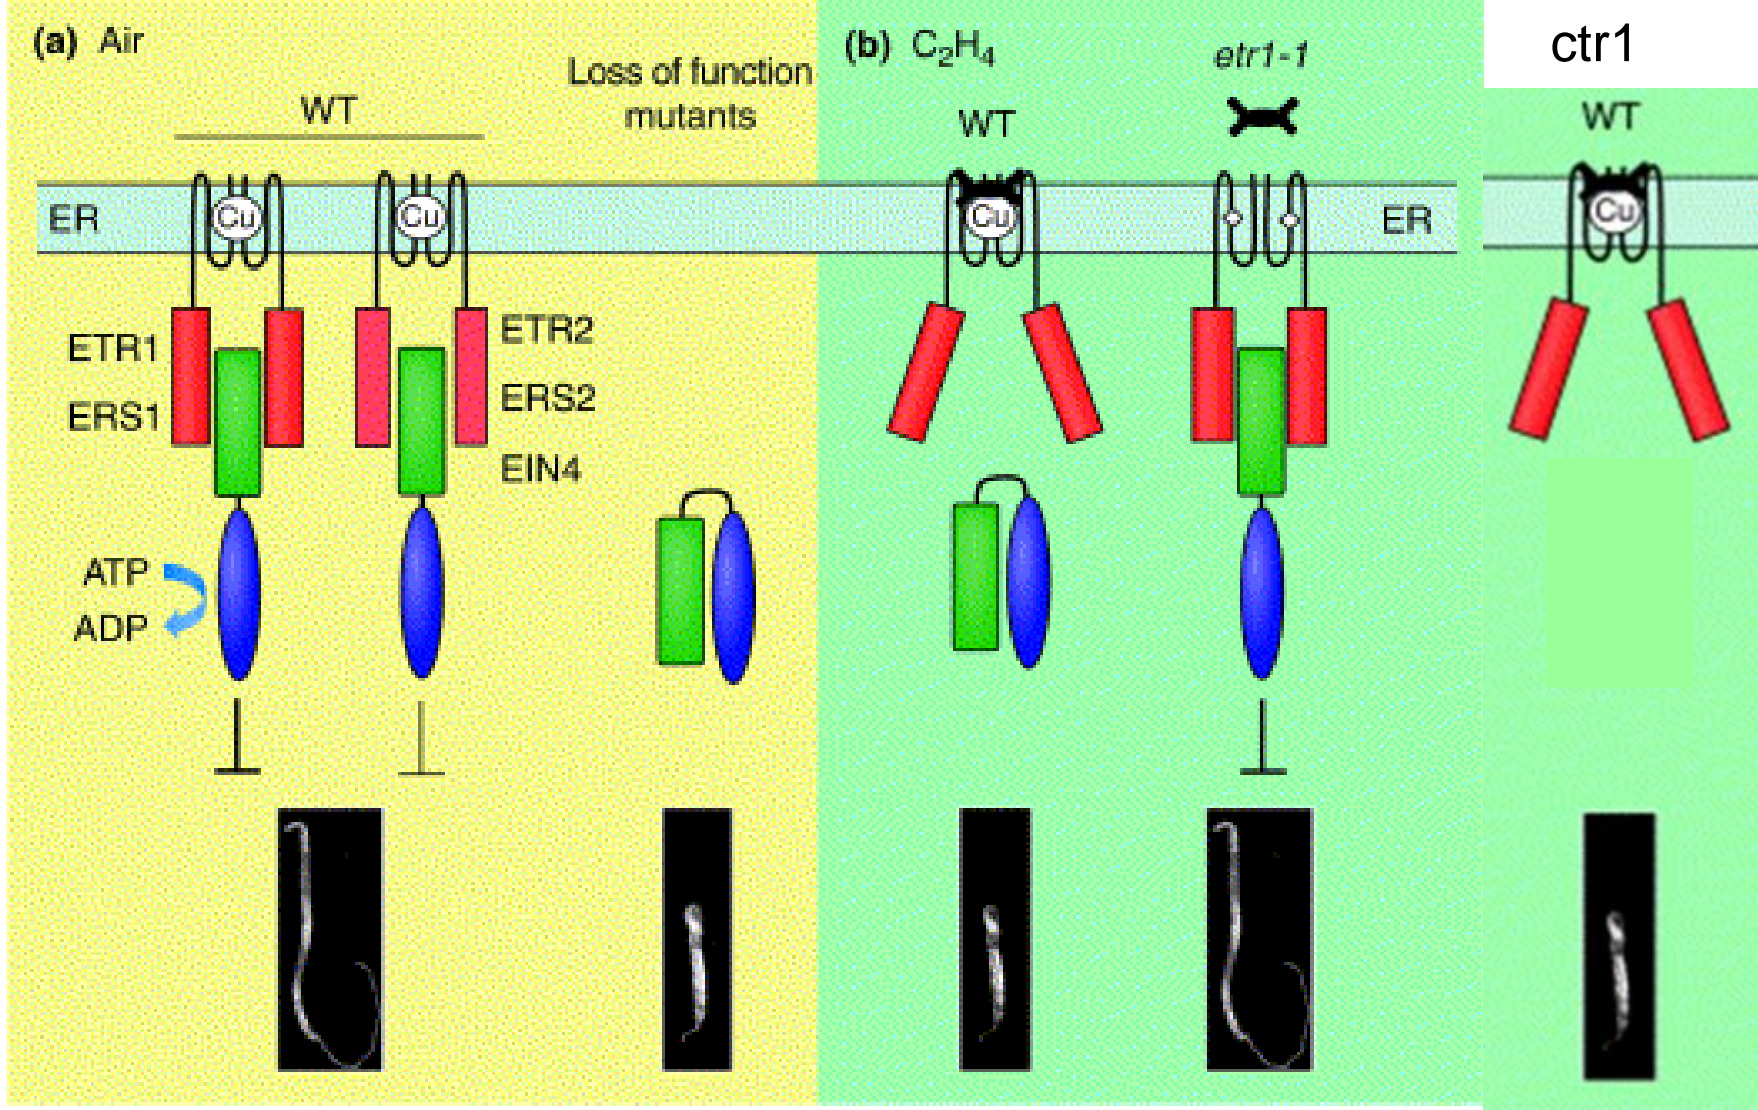 (a) Air
Loss of function
mutants
WT
(b) C₂H₄
etr1-1
WT
ctr1
WT
ER
Cu
Cu
Cu
ER
Cu
ETR1
ERS1
ETR2
ERS2
EIN4
ATP
ADP